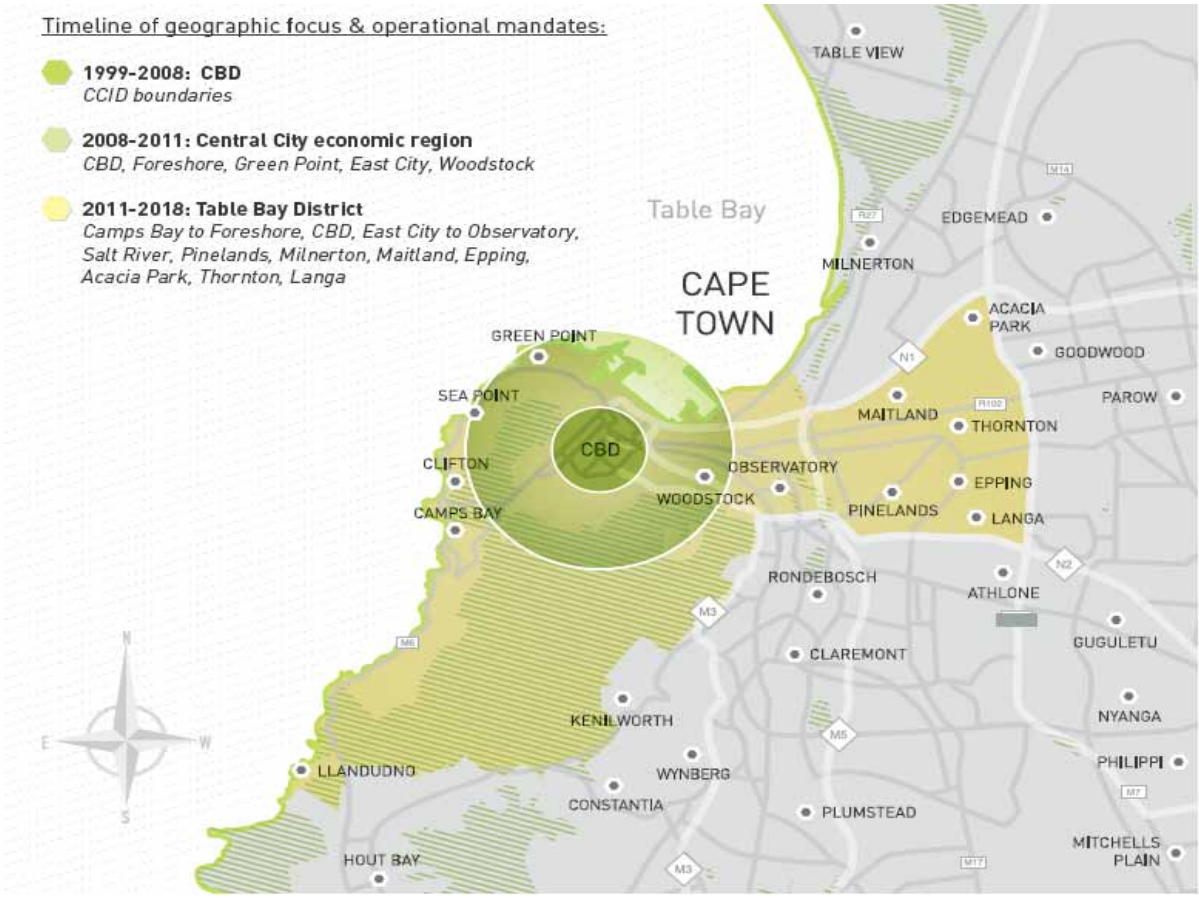 Timeline of geographic focus & operational mandates:
1999-2008: CBD
CCID boundaries
2008-2011: Central City economic region
CBD, Foreshore, Green Point, East City, Woodstock
2011-2018: Table Bay District
Camps Bay to Foreshore, CBD, East City to Observatory,
Salt River, Pinelands, Milnerton, Maitland, Epping,
Acacia Park, Thornton, Langa
TABLE VIEW
M14
Table Bay
R27
EDGEMEAD
MILNERTON
CAPE
TOWN
ACACIA
PARK
GREEN POINT
N1
GOODWOOD
SEA POINT
MAITLAND
R102
PAROW
THORNTON
CBD
CLIFTON
OBSERVATORY
WOODSTOCK
EPPING
PINELANDS
CAMPS BAY
LANGA
RONDEBOSCH
N2
ATHLONE
M3
M6
GUGULETU
CLAREMONT
N
E
W
S
KENILWORTH
NYANGA
M5
LLANDUDNO
WYNBERG
PHILIPPI
CONSTANTIA
M7
PLUMSTEAD
MITCHELLS
PLAIN
HOUT BAY
M3
M17